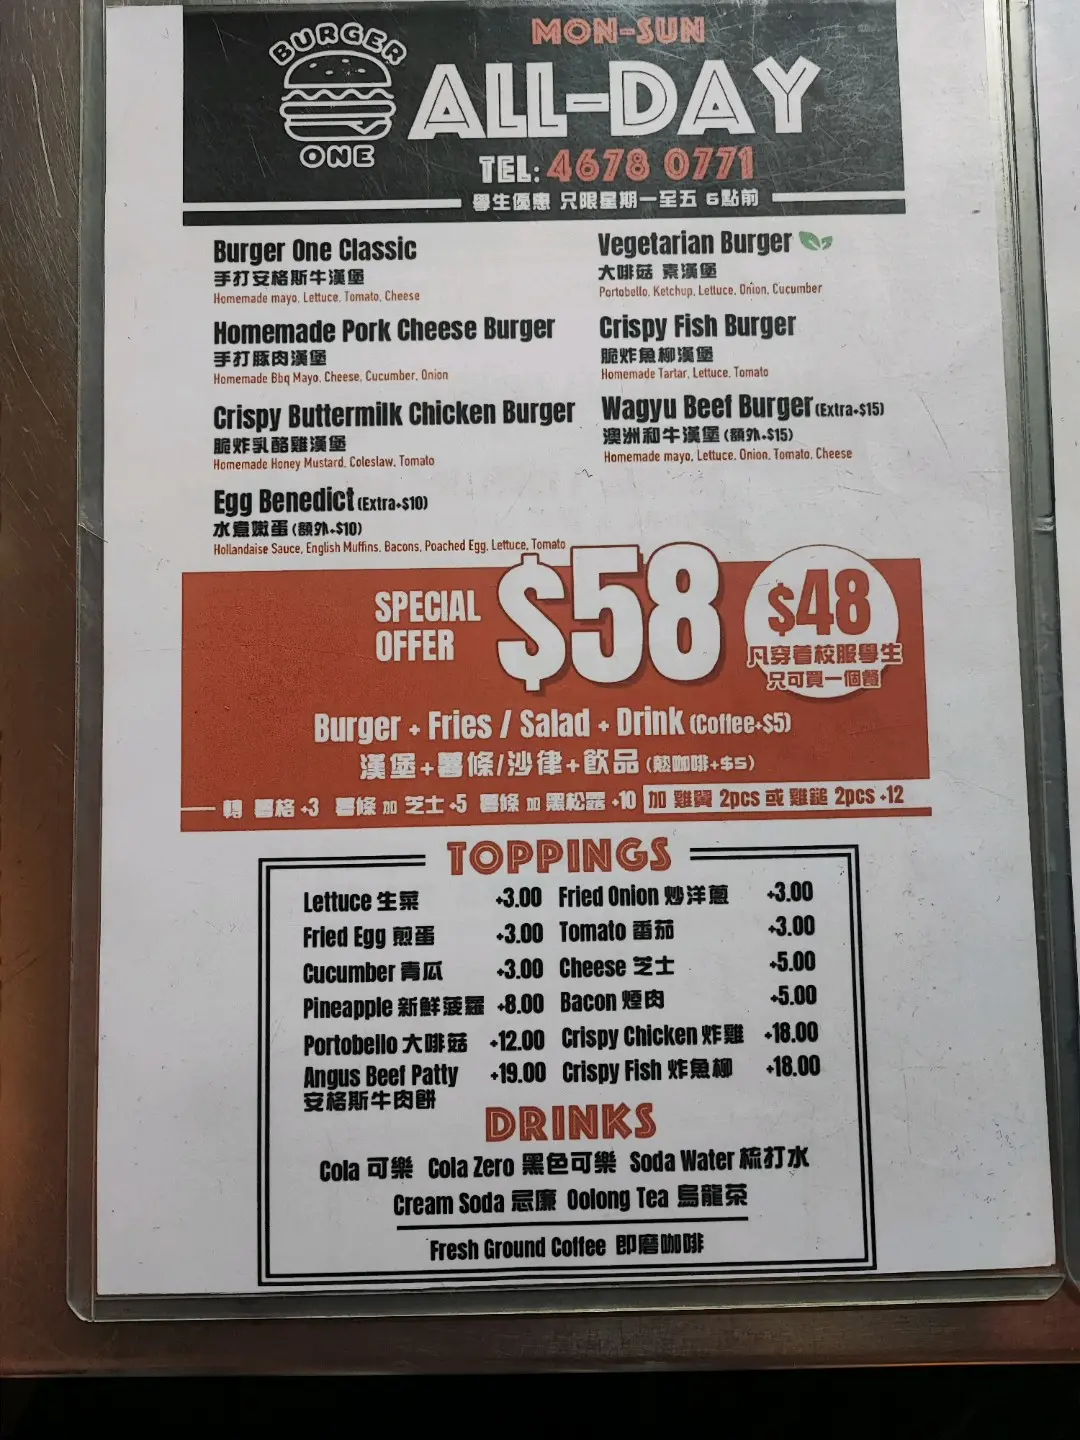 BURGER
ONE
MON-SUN
ALL-DAY
TEL: 4678 0771
學生優惠 只限星期一至五 6點前
Burger One Classic
手打安格斯牛漢堡
Homemade mayo, Lettuce, Tomato, Cheese
Homemade Pork Cheese Burger
手打豚肉漢堡
Homemade Bbq Mayo, Cheese, Cucumber, Onion
Crispy Buttermilk Chicken Burger
脆炸乳酪雞漢堡
Homemade Honey Mustard, Coleslaw, Tomato
Egg Benedict (Extra+$10)
水煮嫩蛋 (額外+$10)
Hollandaise Sauce, English Muffins, Bacons, Poached Egg, Lettuce, Tomato
Vegetarian Burger
大啡菇 素漢堡
Portobello, Ketchup, Lettuce, Onion, Cucumber
Crispy Fish Burger
脆炸魚柳漢堡
Homemade Tartar, Lettuce, Tomato
Wagyu Beef Burger (Extra+$15)
澳洲和牛漢堡 (額外+$15)
Homemade mayo, Lettuce, Onion, Tomato, Cheese
SPECIAL OFFER $58
$48
凡穿着校服學生
只可買一個餐
Burger + Fries / Salad + Drink (Coffee+$5)
漢堡+薯條/沙律+飲品 (熱咖啡+$5)
轉 薯格 +3 薯條 加 芝士 +5 薯條 加 黑松露 +10 加 雞翼 2pcs 或 雞鎚 2pcs +12
TOPPINGS
Lettuce 生菜 +3.00 Fried Onion 炒洋蔥 +3.00
Fried Egg 煎蛋 +3.00 Tomato 番茄 +3.00
Cucumber 青瓜 +3.00 Cheese 芝士 +5.00
Pineapple 新鮮菠蘿 +8.00 Bacon 煙肉 +5.00
Portobello 大啡菇 +12.00 Crispy Chicken 炸雞 +18.00
Angus Beef Patty +19.00 Crispy Fish 炸魚柳 +18.00
安格斯牛肉餅
DRINKS
Cola 可樂 Cola Zero 黑色可樂 Soda Water 梳打水
Cream Soda 忌廉 Oolong Tea 烏龍茶
Fresh Ground Coffee 即磨咖啡